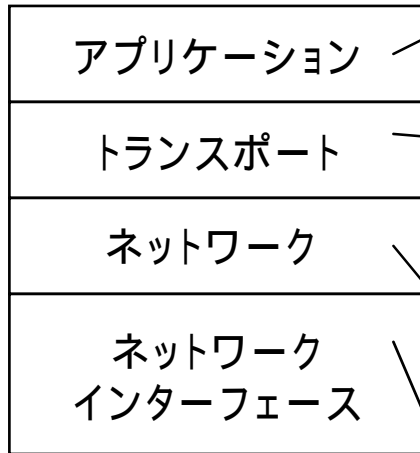 アプリケーション
トランスポート
ネットワーク
ネットワーク
インターフェース